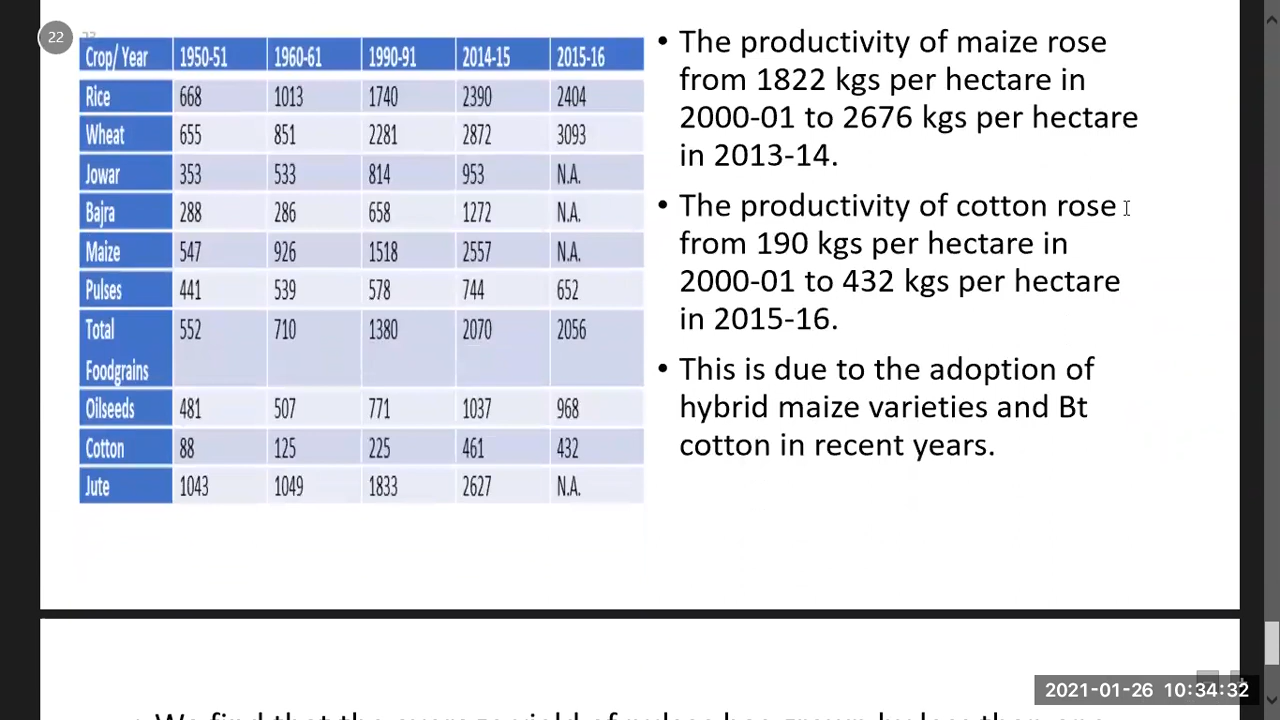 22
Crop/ Year 1950-51 1960-61 1990-91 2014-15 2015-16
Rice 668 1013 1740 2390 2404
Wheat 655 851 2281 2872 3093
Jowar 353 533 814 953 N.A.
Bajra 288 286 658 1272 N.A.
Maize 547 926 1518 2557 N.A.
Pulses 441 539 578 744 652
Total 552 710 1380 2070 2056
Foodgrains
Oilseeds 481 507 771 1037 968
Cotton 88 125 225 461 432
Jute 1043 1049 1833 2627 N.A.
• The productivity of maize rose
from 1822 kgs per hectare in
2000-01 to 2676 kgs per hectare
in 2013-14.
• The productivity of cotton rose
from 190 kgs per hectare in
2000-01 to 432 kgs per hectare
in 2015-16.
• This is due to the adoption of
hybrid maize varieties and Bt
cotton in recent years.
2021-01-26 10:34:32